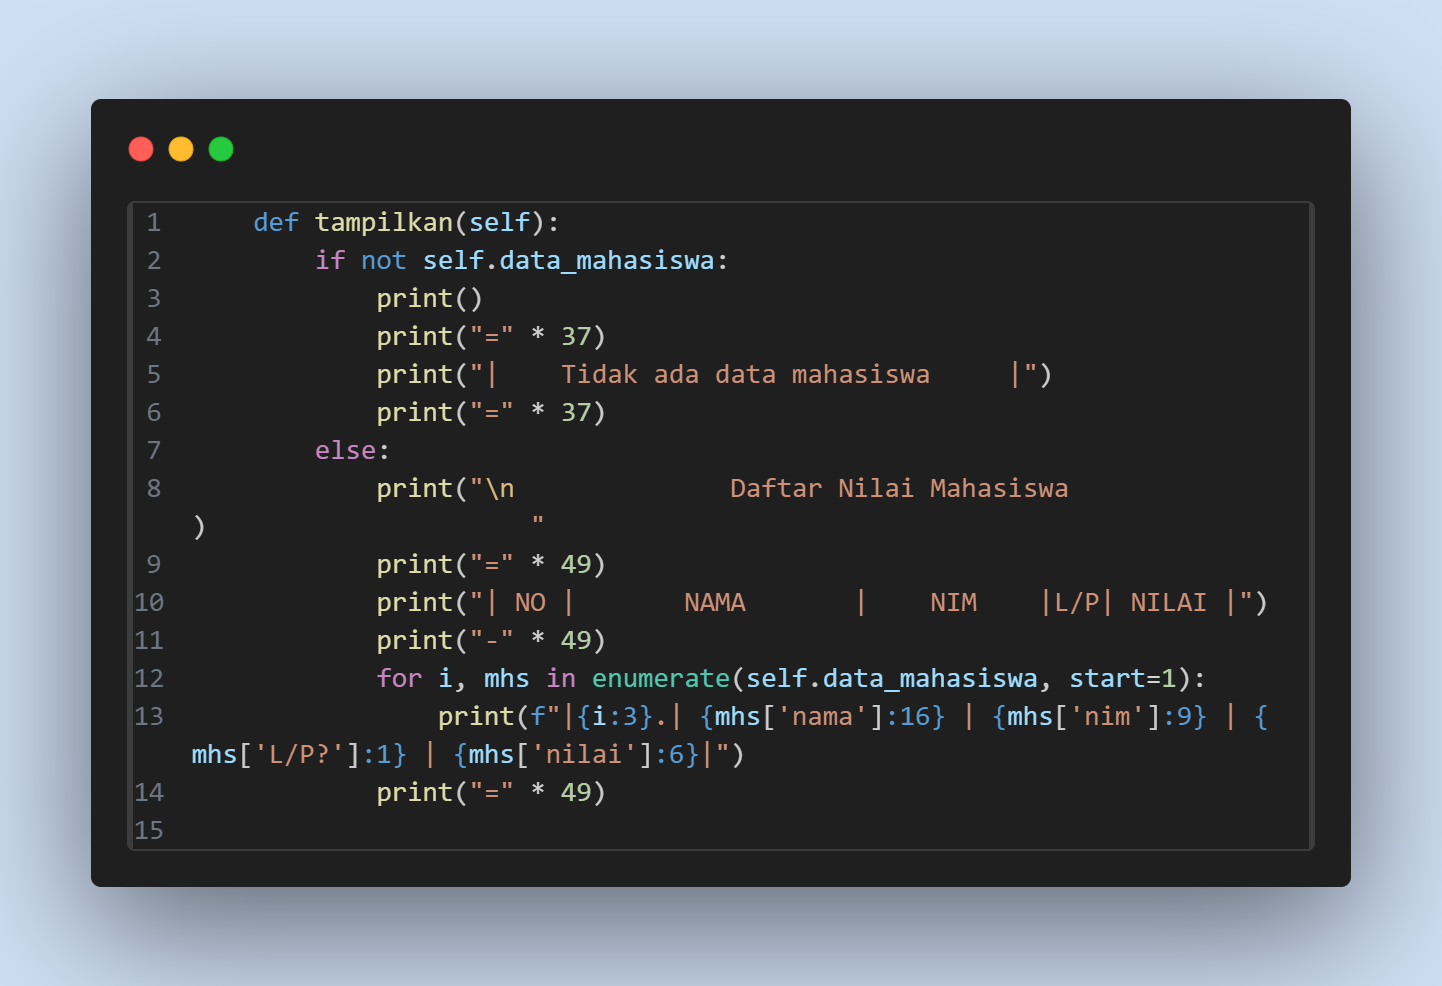 1      def tampilkan(self):
2          if not self.data_mahasiswa:
3              print()
4              print("=" * 37)
5              print("|    Tidak ada data mahasiswa     |")
6              print("=" * 37)
7          else:
8              print("\n              Daftar Nilai Mahasiswa
)                      "
9              print("=" * 49)
10             print("| NO |       NAMA       |    NIM    |L/P| NILAI |")
11             print("-" * 49)
12             for i, mhs in enumerate(self.data_mahasiswa, start=1):
13                 print(f"|{i:3}.| {mhs['nama']:16} | {mhs['nim']:9} | {
mhs['L/P?']:1} | {mhs['nilai']:6}|")
14             print("=" * 49)
15